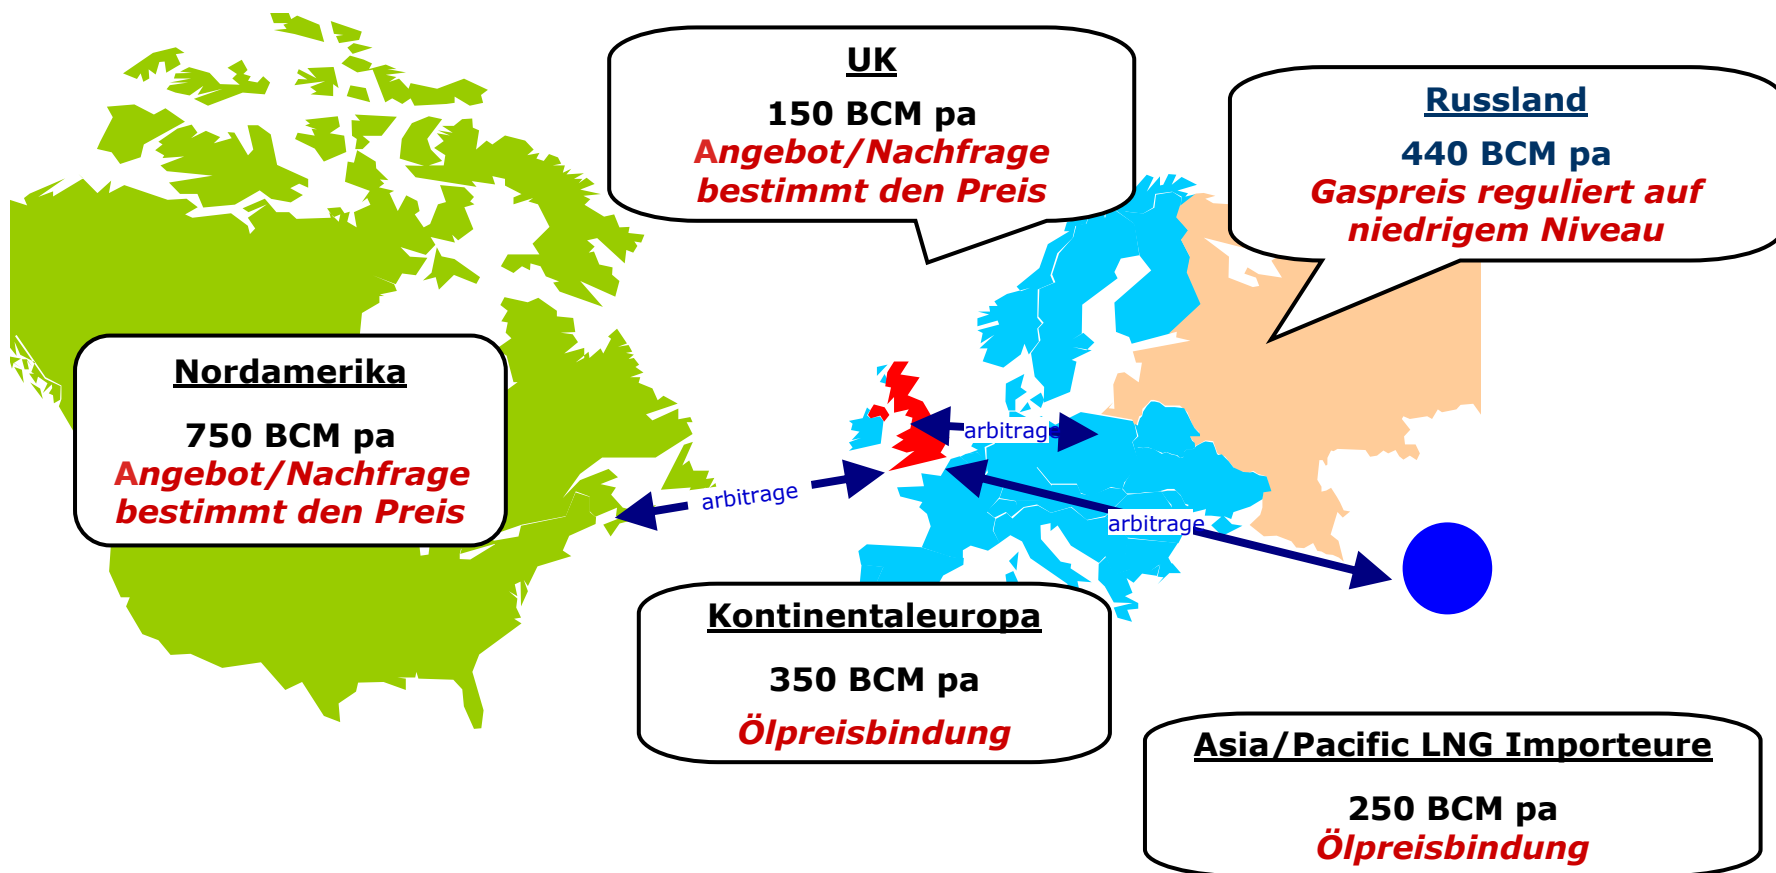 UK
150 BCM pa
Angebot/Nachfrage
bestimmt den Preis
Russland
440 BCM pa
Gaspreis reguliert auf
niedrigem Niveau
Nordamerika
750 BCM pa
Angebot/Nachfrage
bestimmt den Preis
arbitrage
arbitrage
arbitrage
Kontinentaleuropa
350 BCM pa
Ölpreisbindung
Asia/Pacific LNG Importeure
250 BCM pa
Ölpreisbindung